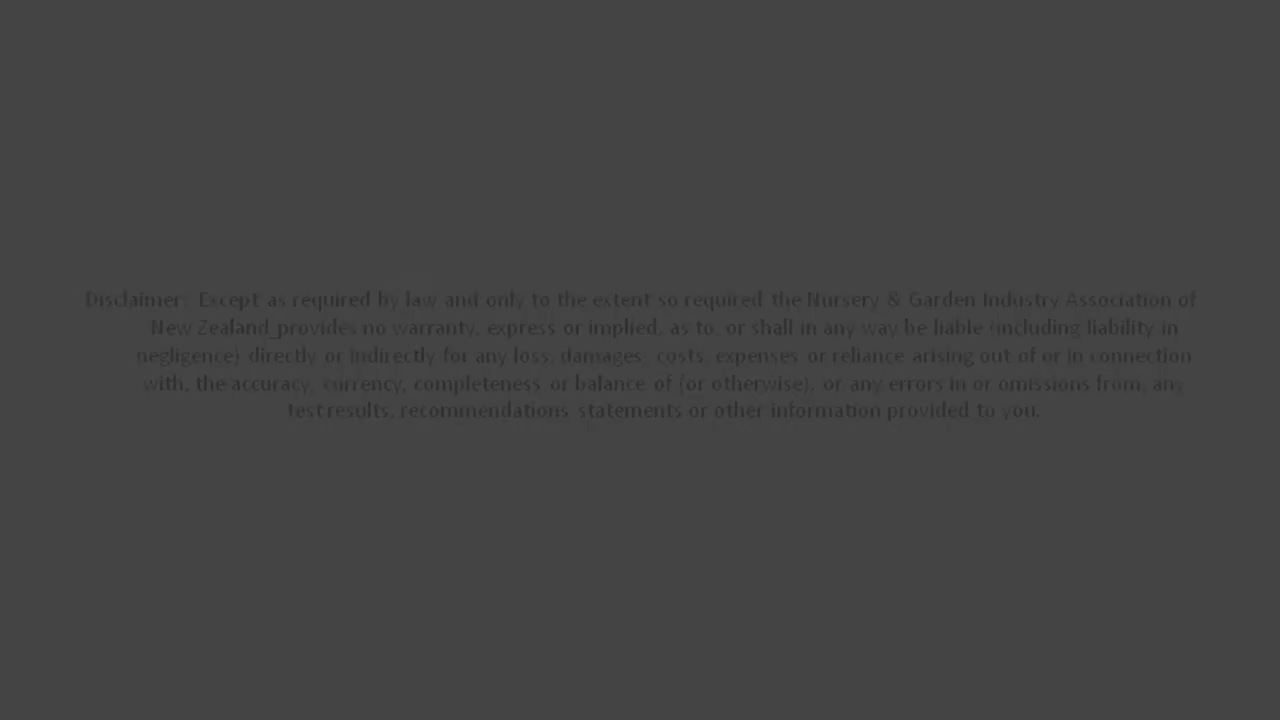 Disclaimer: Except as required by law and only to the extent so required the Nursery & Garden Industry Association of
New Zealand_provides no warranty, express or implied, as to, or shall in any way be liable (including liability in
negligence) directly or indirectly for any loss, damages, costs, expenses or reliance arising out of or in connection
with, the accuracy, currency, completeness or balance of (or otherwise), or any errors in or omissions from, any
test results, recommendations statements or other information provided to you.